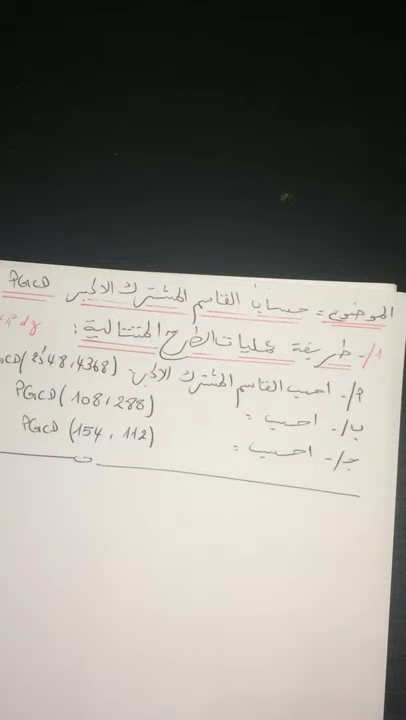 الموضوع = حساب القاسم المشترك الأكبر PGCD
1/- طريقة عمليات الطرح المتتالية :
أ/- احسب القاسم المشترك الأكبر: PGCD(2548,4368)
ب/- احسب : PGCD(108,288)
ج/- احسب : PGCD(154,112)